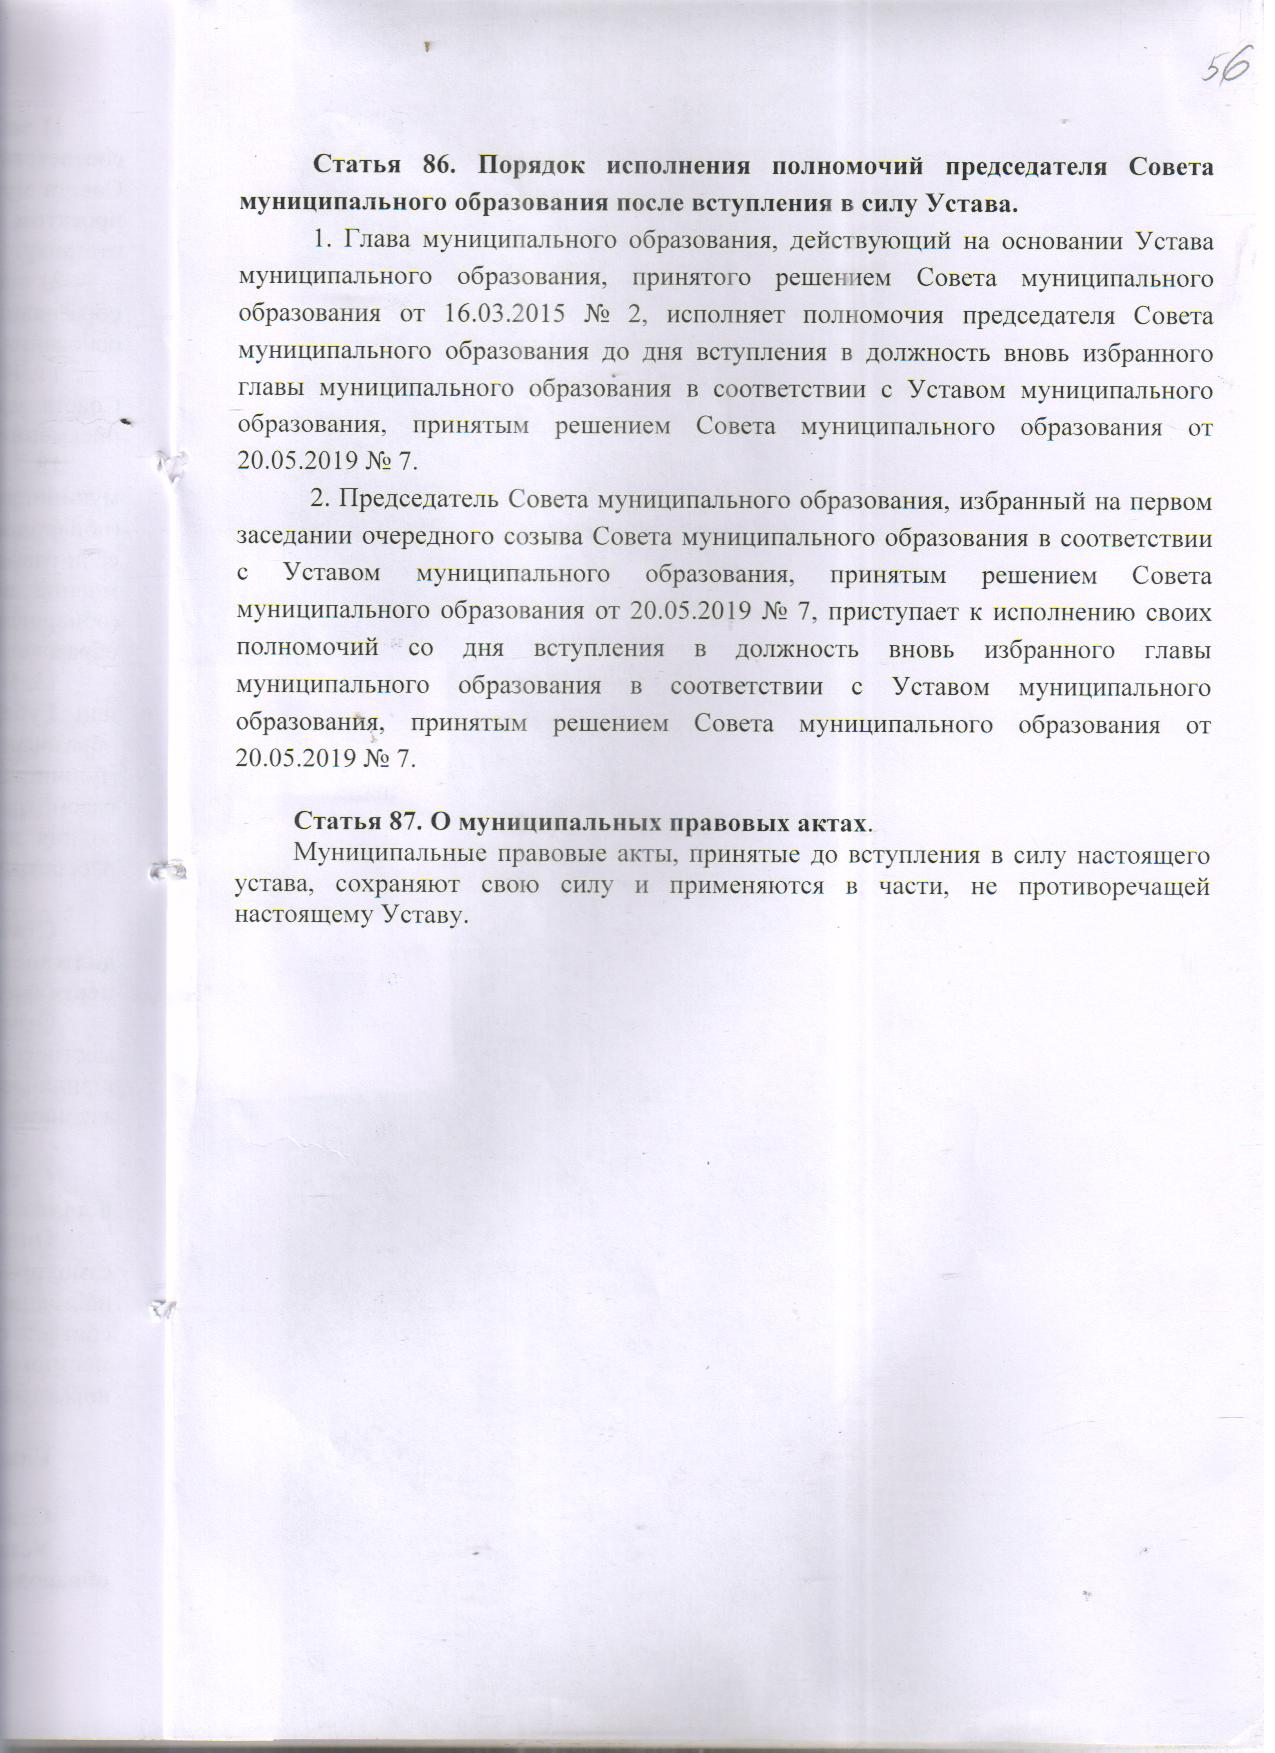 56
Статья 86. Порядок исполнения полномочий председателя Совета
муниципального образования после вступления в силу Устава.
1. Глава муниципального образования, действующий на основании Устава
муниципального образования, принятого решением Совета муниципального
образования от 16.03.2015 № 2, исполняет полномочия председателя Совета
муниципального образования до дня вступления в должность вновь избранного
главы муниципального образования в соответствии с Уставом муниципального
образования, принятым решением Совета муниципального образования от
20.05.2019 № 7.
2. Председатель Совета муниципального образования, избранный на первом
заседании очередного созыва Совета муниципального образования в соответствии
с Уставом муниципального образования, принятым решением Совета
муниципального образования от 20.05.2019 № 7, приступает к исполнению своих
полномочий со дня вступления в должность вновь избранного главы
муниципального образования в соответствии с Уставом муниципального
образования, принятым решением Совета муниципального образования от
20.05.2019 № 7.
Статья 87. О муниципальных правовых актах.
Муниципальные правовые акты, принятые до вступления в силу настоящего
устава, сохраняют свою силу и применяются в части, не противоречащей
настоящему Уставу.